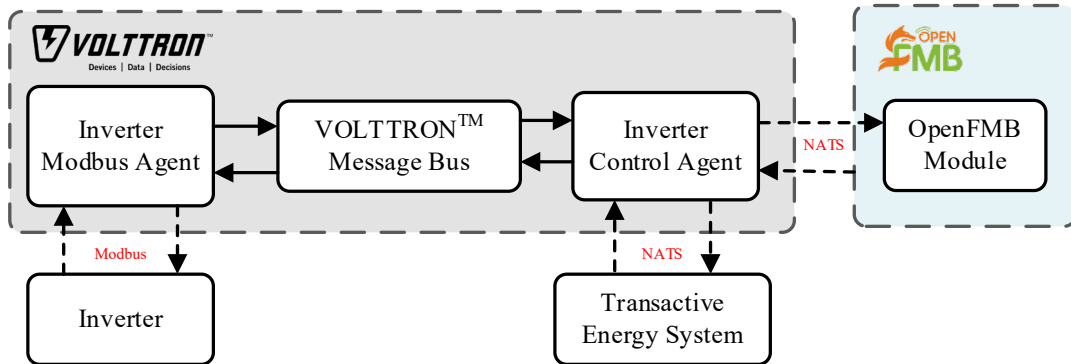 VOLTTRON™
Devices | Data | Decisions
OPEN
FMB
Inverter
Modbus Agent
VOLTTRON™
Message Bus
Inverter
Control Agent
NATS
OpenFMB
Module
Modbus
NATS
Inverter
Transactive
Energy System